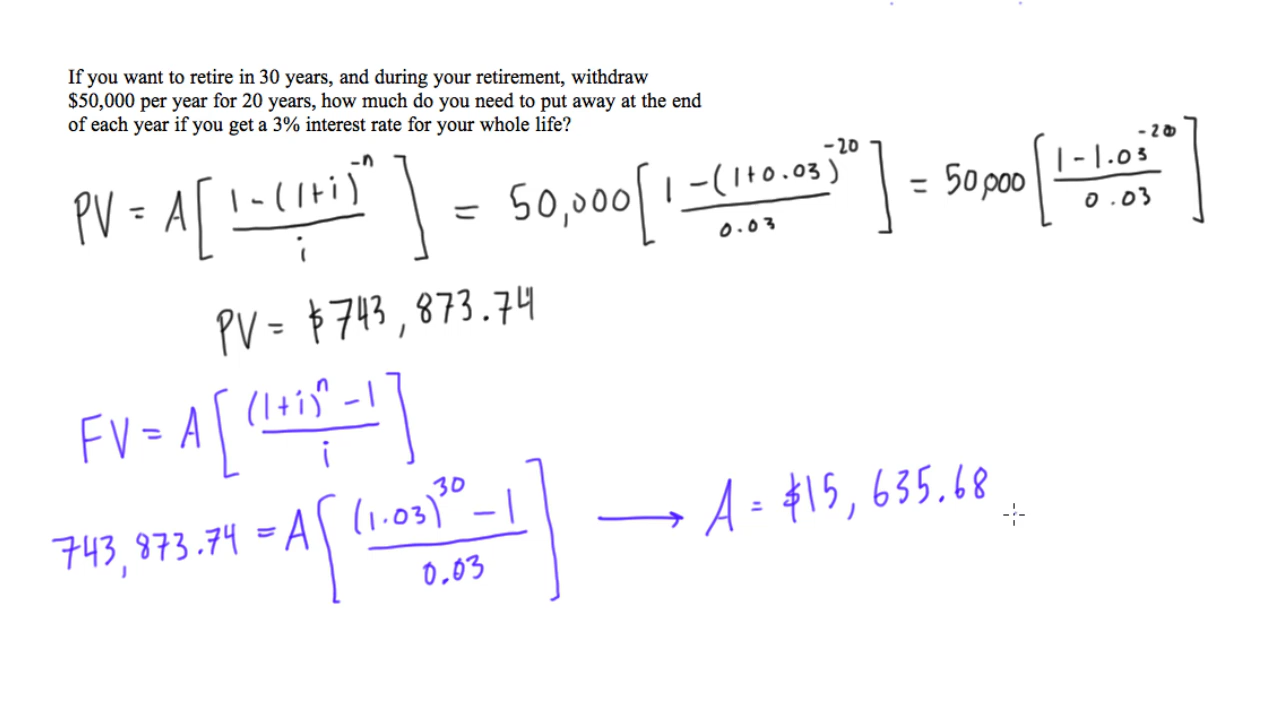 If you want to retire in 30 years, and during your retirement, withdraw
$50,000 per year for 20 years, how much do you need to put away at the end
of each year if you get a 3% interest rate for your whole life?
PV = A[(1-(1+i)^-n)/i] = 50,000[(1-(1+0.03)^-20)/0.03] = 50,000[(1-1.03^-20)/0.03]
PV = $743,873.74
FV = A[((1+i)^n - 1)/i]
743,873.74 = A[((1.03)^30 - 1)/0.03] → A = $15,635.68